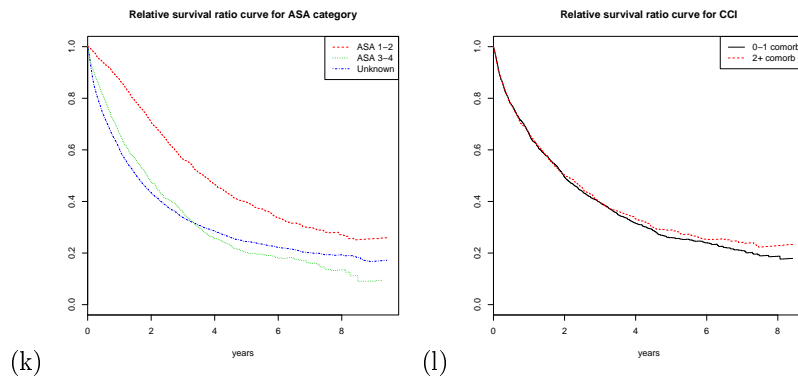 Relative survival ratio curve for ASA category
1.0
0.8
0.6
0.4
0.2
0.0
0 2 4 6 8
years
ASA 1−2
ASA 3−4
Unknown
(k)
Relative survival ratio curve for CCI
1.0
0.8
0.6
0.4
0.2
0.0
0 2 4 6 8
years
0−1 comorb
2+ comorb
(l)